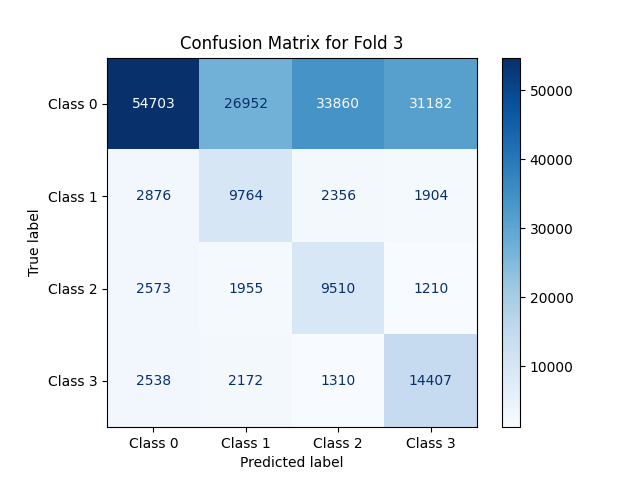 Confusion Matrix for Fold 3
True label
Class 0 54703 26952 33860 31182
Class 1 2876 9764 2356 1904
Class 2 2573 1955 9510 1210
Class 3 2538 2172 1310 14407
Class 0 Class 1 Class 2 Class 3
Predicted label
50000
40000
30000
20000
10000